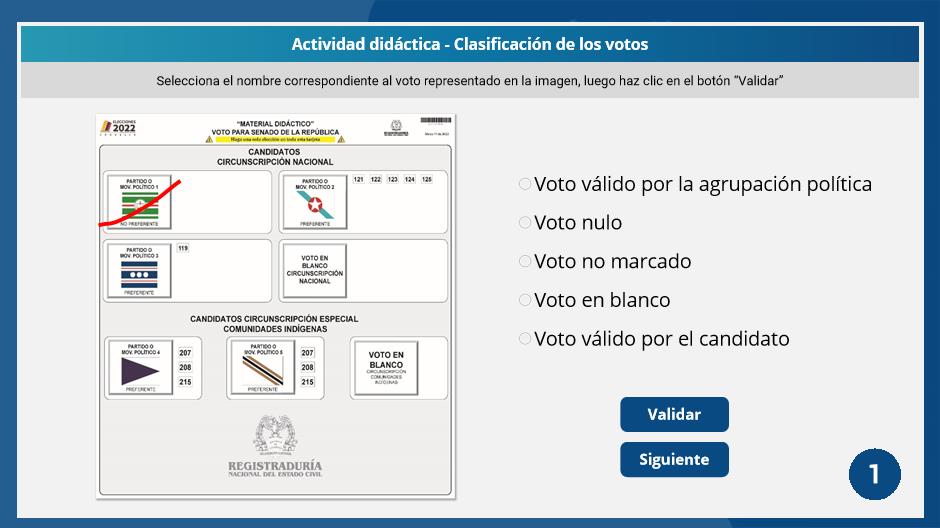 Actividad didáctica - Clasificación de los votos
Selecciona el nombre correspondiente al voto representado en la imagen, luego haz clic en el botón "Validar"
ELECCIONES
2022
"MATERIAL DIDÁCTICO"
VOTO PARA SENADO DE LA REPÚBLICA
Haga una sola elección en toda esta tarjeta
CANDIDATOS
CIRCUNSCRIPCIÓN NACIONAL
PARTIDO O
MOV. POLÍTICO 1
NO PREFERENTE
PARTIDO O
MOV. POLÍTICO 2
PREFERENTE
121 122 123 124 125
PARTIDO O
MOV. POLÍTICO 3
PREFERENTE
119
VOTO EN
BLANCO
CIRCUNSCRIPCIÓN
NACIONAL
CANDIDATOS CIRCUNSCRIPCIÓN ESPECIAL
COMUNIDADES INDÍGENAS
PARTIDO O
MOV. POLÍTICO 4
PREFERENTE
207
208
215
PARTIDO O
MOV. POLÍTICO 5
PREFERENTE
207
208
215
VOTO EN
BLANCO
CIRCUNSCRIPCIÓN
COMUNIDADES
INDÍGENAS
REGISTRADURÍA
NACIONAL DEL ESTADO CIVIL
Voto válido por la agrupación política
Voto nulo
Voto no marcado
Voto en blanco
Voto válido por el candidato
Validar
Siguiente
1